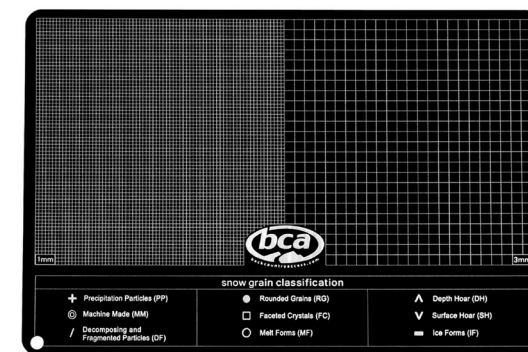 bca
backcountryaccess.com
1mm
3mm
snow grain classification
Precipitation Particles (PP)
Machine Made (MM)
Decomposing and
Fragmented Particles (DF)
Rounded Grains (RG)
Faceted Crystals (FC)
Melt Forms (MF)
Depth Hoar (DH)
Surface Hoar (SH)
Ice Forms (IF)